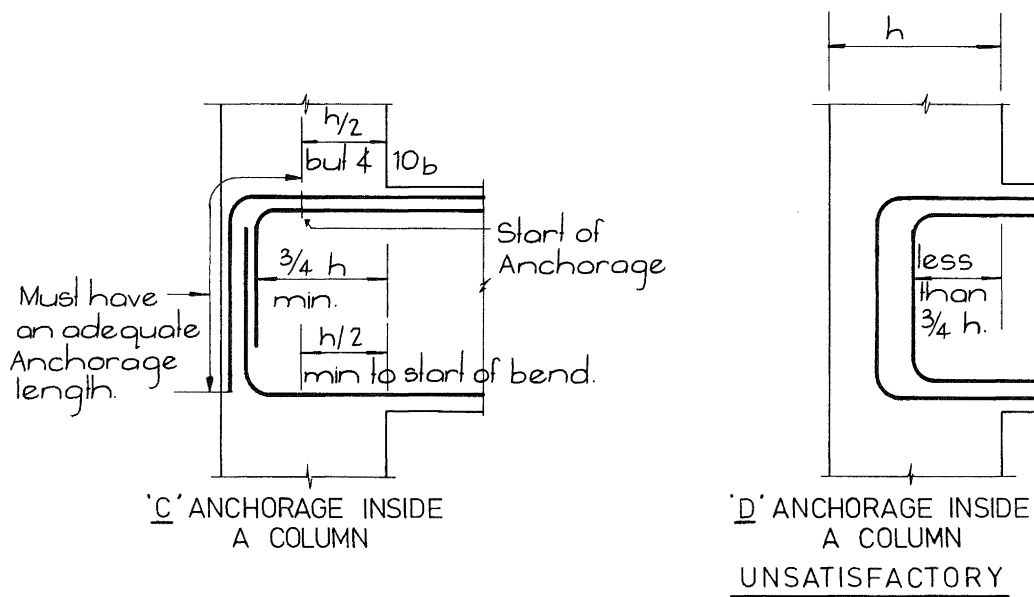 h/2
but ≮ 10b
Start of
Anchorage
3/4 h
min.
Must have
an adequate
Anchorage
length.
h/2
min to start of bend.
'C' ANCHORAGE INSIDE
A COLUMN
h
less
than
3/4 h.
'D' ANCHORAGE INSIDE
A COLUMN
UNSATISFACTORY